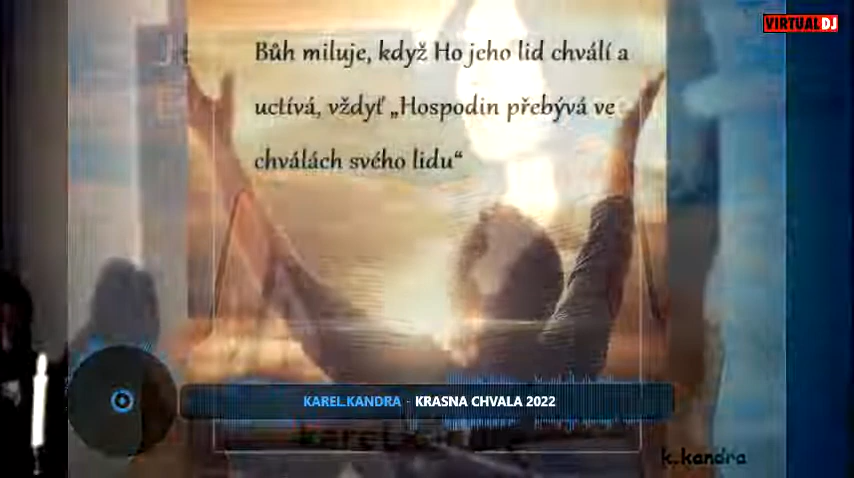 VIRTUAL DJ
Bůh miluje, když Ho jeho lid chválí a
uctívá, vždyť „Hospodin přebývá ve
chválách svého lidu“
KAREL.KANDRA - KRASNA CHVALA 2022
k.kandra